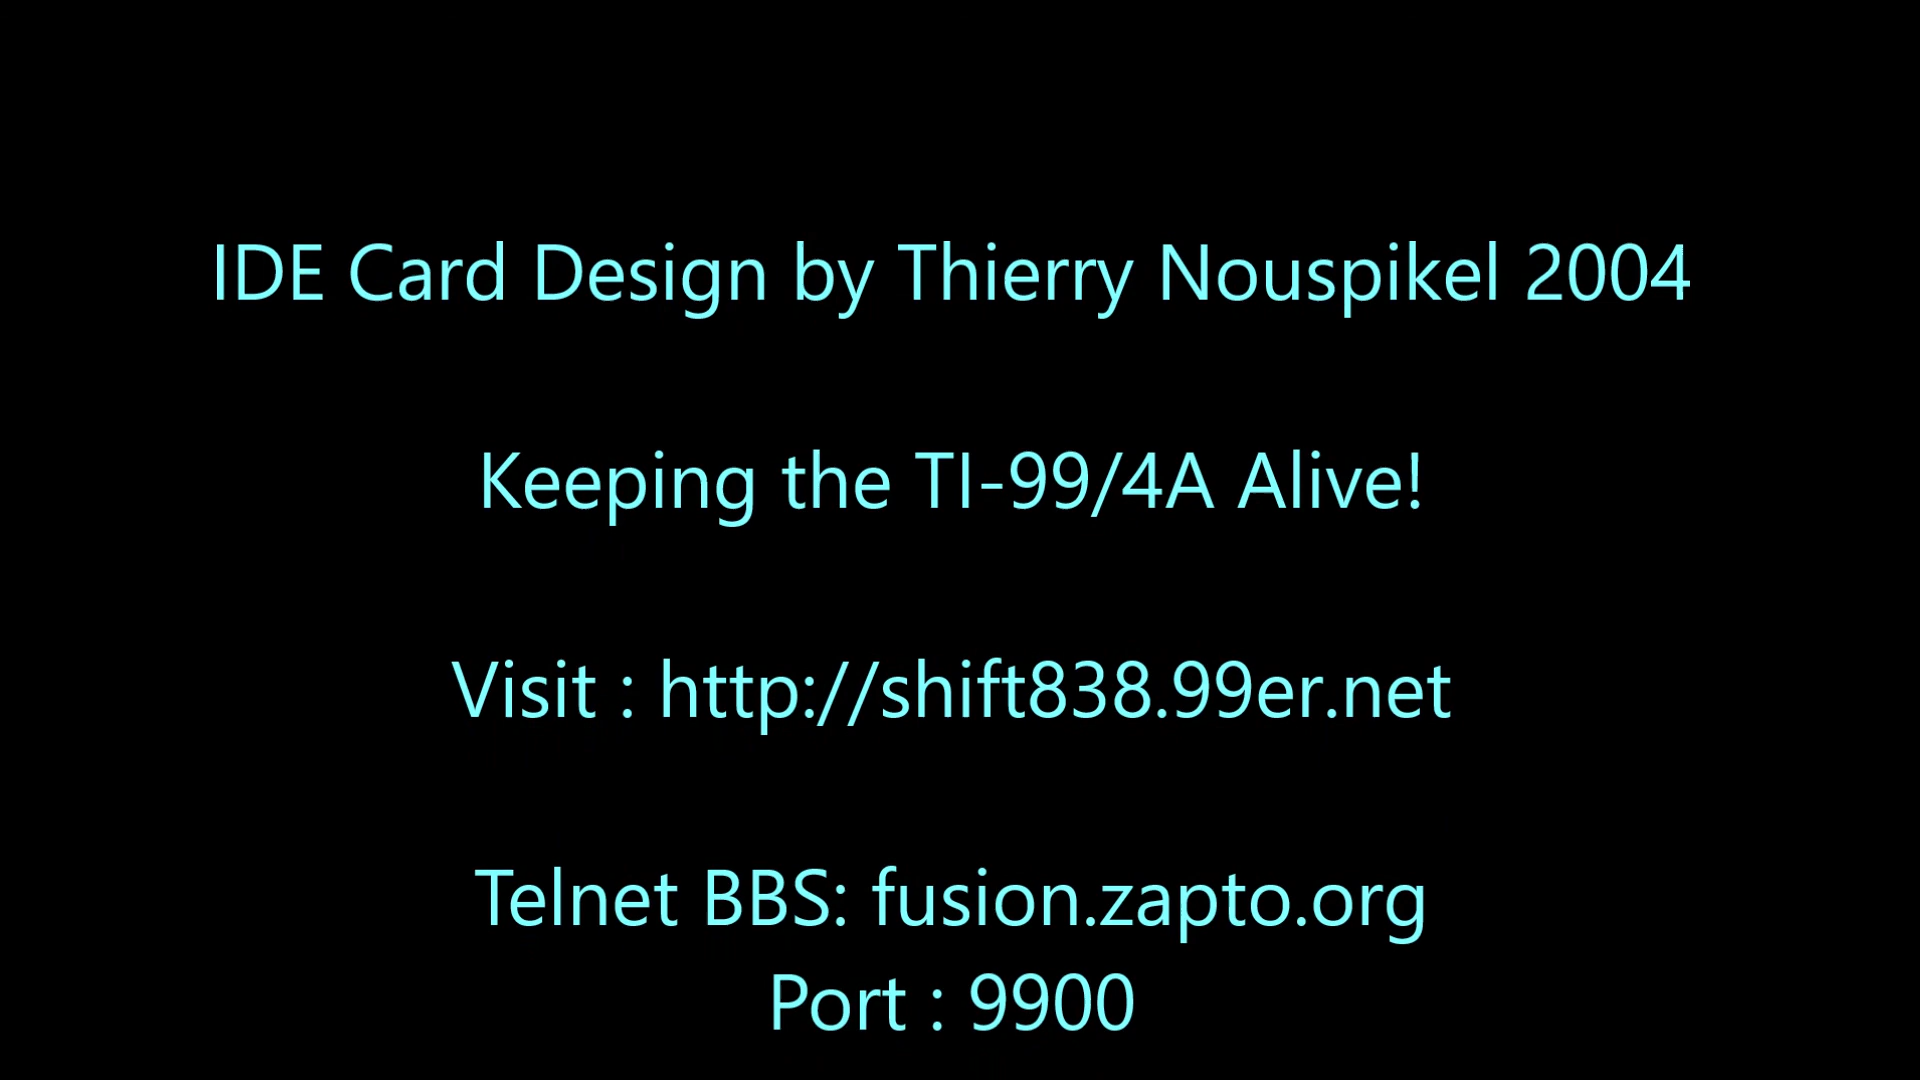 IDE Card Design by Thierry Nouspikel 2004
Keeping the TI-99/4A Alive!
Visit : http://shift838.99er.net
Telnet BBS: fusion.zapto.org
Port : 9900